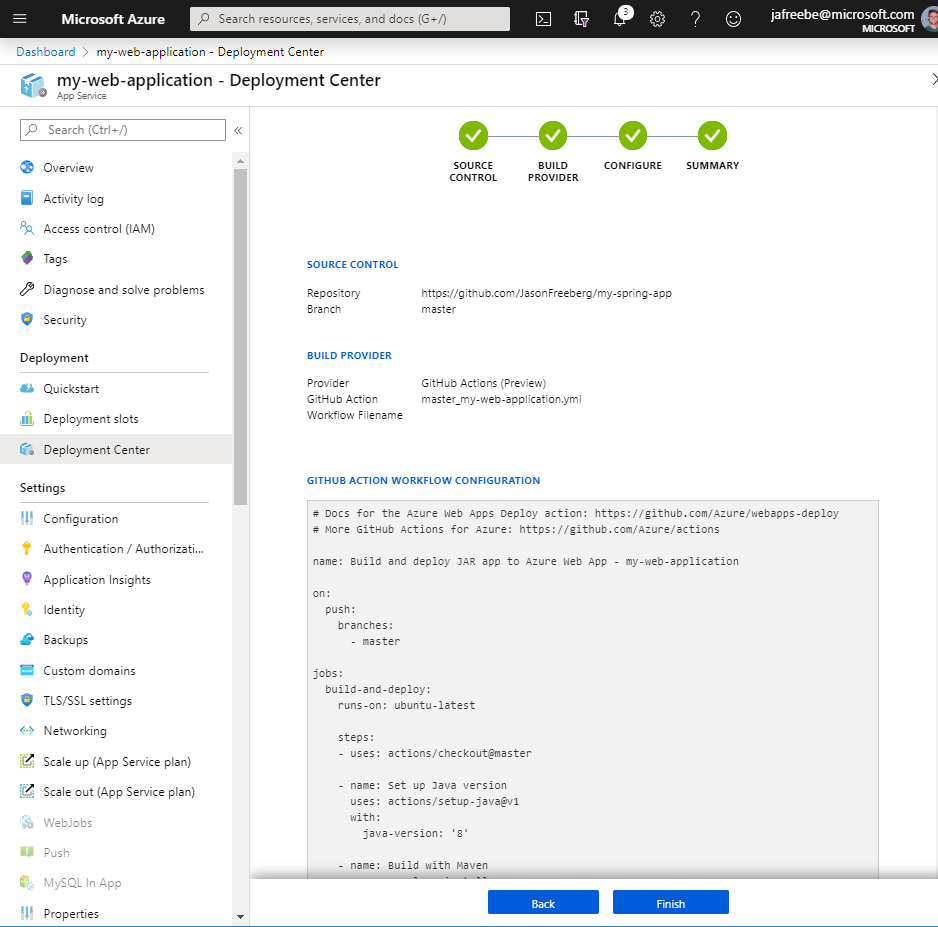 Microsoft Azure
Search resources, services, and docs (G+/)
3
jafreebe@microsoft.com
MICROSOFT
Dashboard > my-web-application - Deployment Center
my-web-application - Deployment Center
App Service
Search (Ctrl+/)
«
Overview
Activity log
Access control (IAM)
Tags
Diagnose and solve problems
Security
Deployment
Quickstart
Deployment slots
Deployment Center
Settings
Configuration
Authentication / Authorizati...
Application Insights
Identity
Backups
Custom domains
TLS/SSL settings
Networking
Scale up (App Service plan)
Scale out (App Service plan)
WebJobs
Push
MySQL In App
Properties
SOURCE
CONTROL
BUILD
PROVIDER
CONFIGURE
SUMMARY
SOURCE CONTROL
Repository https://github.com/JasonFreeberg/my-spring-app
Branch master
BUILD PROVIDER
Provider GitHub Actions (Preview)
GitHub Action master_my-web-application.yml
Workflow Filename
GITHUB ACTION WORKFLOW CONFIGURATION
# Docs for the Azure Web Apps Deploy action: https://github.com/Azure/webapps-deploy
# More GitHub Actions for Azure: https://github.com/Azure/actions
name: Build and deploy JAR app to Azure Web App - my-web-application
on:
push:
branches:
- master
jobs:
build-and-deploy:
runs-on: ubuntu-latest
steps:
- uses: actions/checkout@master
- name: Set up Java version
uses: actions/setup-java@v1
with:
java-version: '8'
- name: Build with Maven
Back
Finish